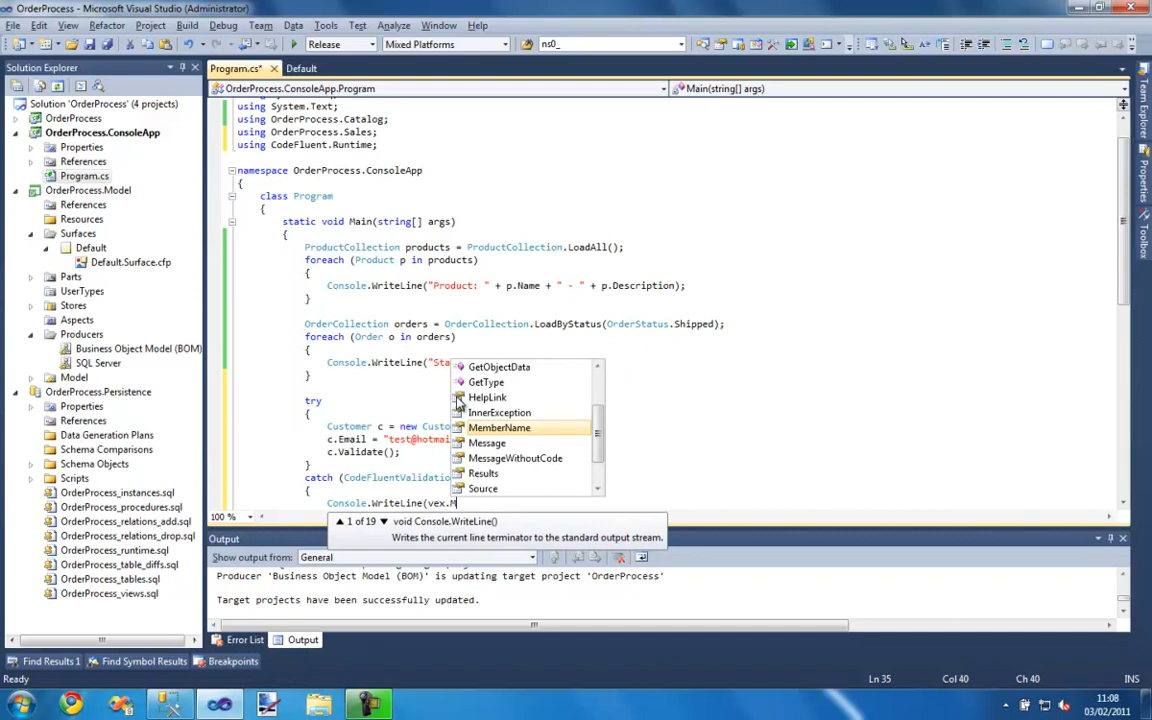 OrderProcess - Microsoft Visual Studio (Administrator)
File Edit View Refactor Project Build Debug Team Data Tools Test Analyze Window Help
Release Mixed Platforms ns0_
Solution Explorer
Solution 'OrderProcess' (4 projects)
OrderProcess
OrderProcess.ConsoleApp
Properties
References
Program.cs
OrderProcess.Model
References
Resources
Surfaces
Default
Default.Surface.cfp
Parts
UserTypes
Stores
Aspects
Producers
Business Object Model (BOM)
SQL Server
Model
OrderProcess.Persistence
Properties
References
Data Generation Plans
Schema Comparisons
Schema Objects
Scripts
OrderProcess_instances.sql
OrderProcess_procedures.sql
OrderProcess_relations_add.sql
OrderProcess_relations_drop.sql
OrderProcess_runtime.sql
OrderProcess_table_diffs.sql
OrderProcess_tables.sql
OrderProcess_views.sql
Program.cs* Default
OrderProcess.ConsoleApp.Program Main(string[] args)
using System.Text;
using OrderProcess.Catalog;
using OrderProcess.Sales;
using CodeFluent.Runtime;
namespace OrderProcess.ConsoleApp
{
class Program
{
static void Main(string[] args)
{
ProductCollection products = ProductCollection.LoadAll();
foreach (Product p in products)
{
Console.WriteLine("Product: " + p.Name + " - " + p.Description);
}
OrderCollection orders = OrderCollection.LoadByStatus(OrderStatus.Shipped);
foreach (Order o in orders)
{
Console.WriteLine("Sta
}
try
{
Customer c = new Custo
c.Email = "test@hotmai
c.Validate();
}
catch (CodeFluentValidatio
{
Console.WriteLine(vex.M
GetObjectData
GetType
HelpLink
InnerException
MemberName
Message
MessageWithoutCode
Results
Source
1 of 19 void Console.WriteLine()
Writes the current line terminator to the standard output stream.
100 %
Output
Show output from: General
Producer 'Business Object Model (BOM)' is updating target project 'OrderProcess'
Target projects have been successfully updated.
Error List Output
Find Results 1 Find Symbol Results Breakpoints
Ready Ln 35 Col 40 Ch 40 INS
Team Explorer
Properties
Toolbox
11:08
03/02/2011